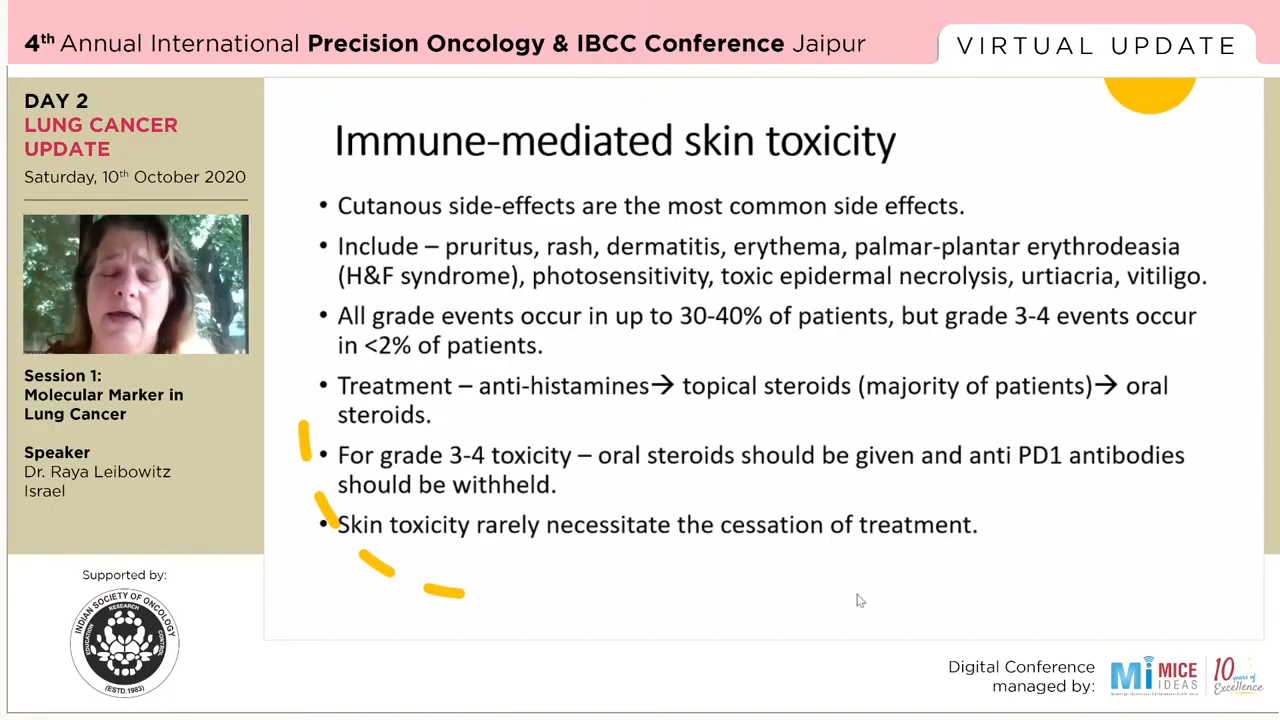 4th Annual International Precision Oncology & IBCC Conference Jaipur
VIRTUAL UPDATE
DAY 2
LUNG CANCER
UPDATE
Saturday, 10th October 2020
Session 1:
Molecular Marker in
Lung Cancer
Speaker
Dr. Raya Leibowitz
Israel
Supported by:
INDIAN SOCIETY OF ONCOLOGY
EDUCATION
RESEARCH
CONTROL
(ESTD.1983)
Immune-mediated skin toxicity
• Cutanous side-effects are the most common side effects.
• Include – pruritus, rash, dermatitis, erythema, palmar-plantar erythrodeasia
(H&F syndrome), photosensitivity, toxic epidermal necrolysis, urtiacria, vitiligo.
• All grade events occur in up to 30-40% of patients, but grade 3-4 events occur
in <2% of patients.
• Treatment – anti-histamines→ topical steroids (majority of patients)→ oral
steroids.
• For grade 3-4 toxicity – oral steroids should be given and anti PD1 antibodies
should be withheld.
• Skin toxicity rarely necessitate the cessation of treatment.
Digital Conference
managed by:
Mi MICE
IDEAS
10 years of
Excellence